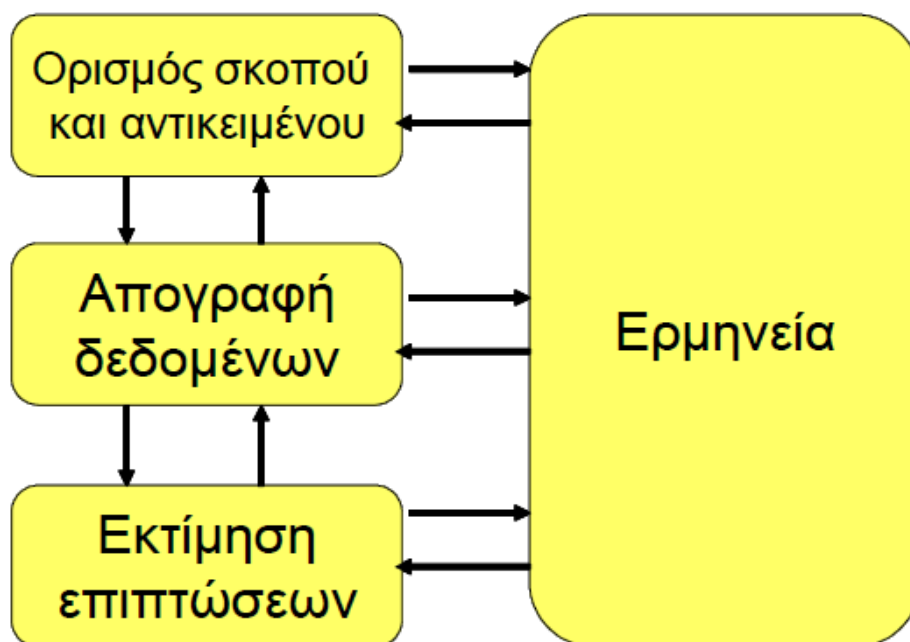 Ορισμός σκοπού
και αντικειμένου
Απογραφή
δεδομένων
Εκτίμηση
επιπτώσεων
Ερμηνεία